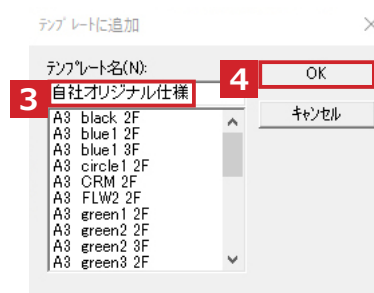 テンプレートに追加
テンプレート名(N):
3 自社オリジナル仕様
4 OK
キャンセル
A3 black 2F
A3 blue1 2F
A3 blue1 3F
A3 circle1 2F
A3 CRM 2F
A3 FLW2 2F
A3 green1 2F
A3 green2 2F
A3 green2 3F
A3 green3 2F